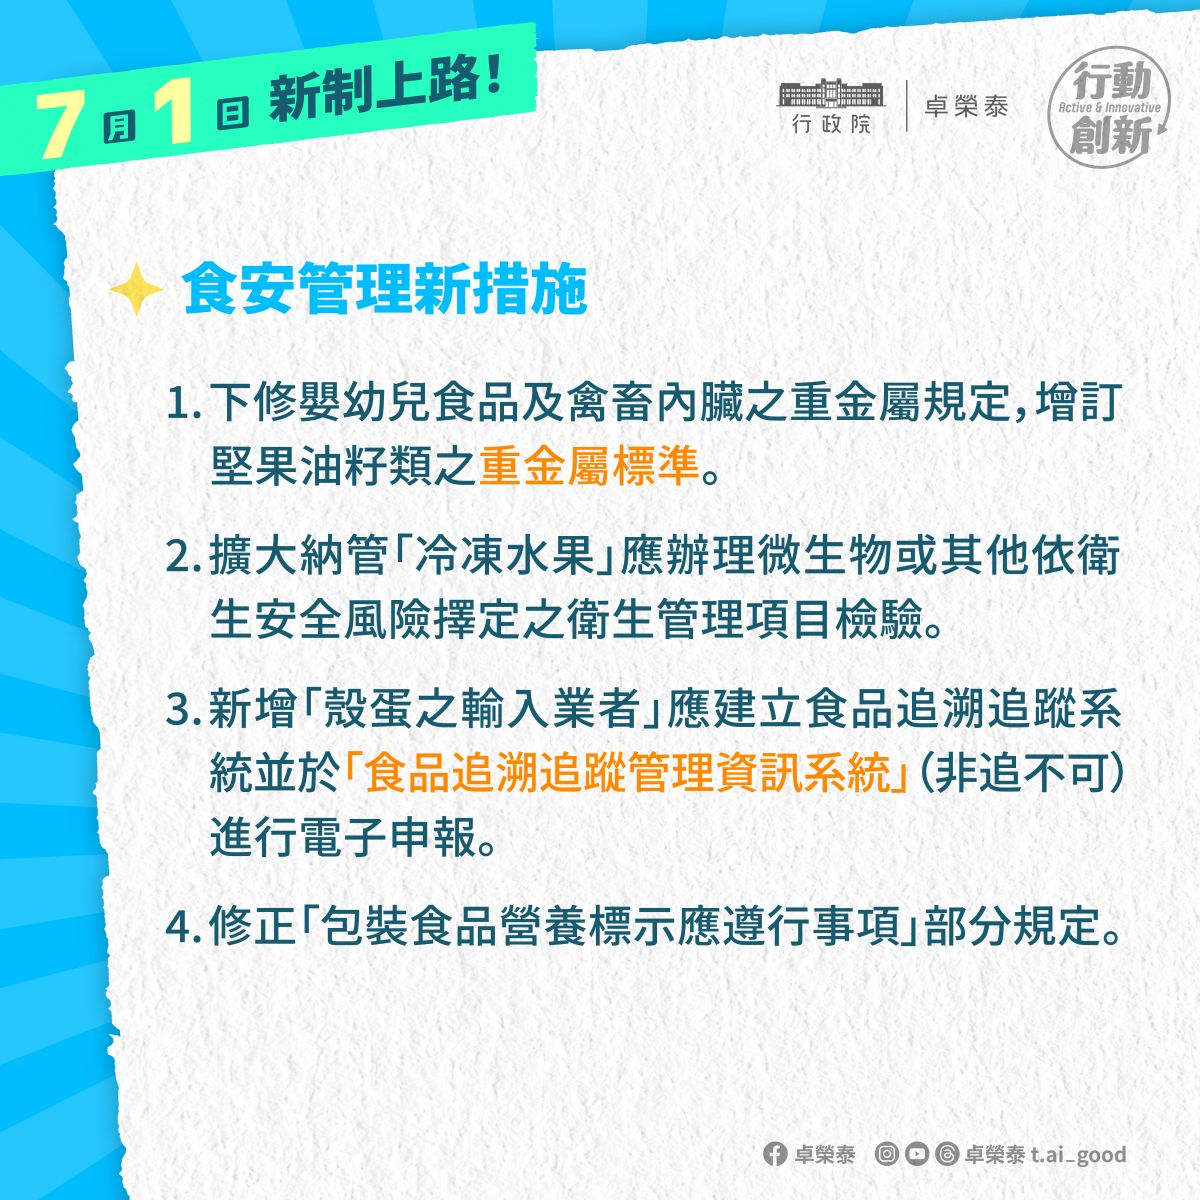 7月1日 新制上路！
行政院
卓榮泰
行動
Active & Innovative
創新
食安管理新措施
1.下修嬰幼兒食品及禽畜內臟之重金屬規定，增訂
堅果油籽類之重金屬標準。
2.擴大納管「冷凍水果」應辦理微生物或其他依衛
生安全風險擇定之衛生管理項目檢驗。
3.新增「殼蛋之輸入業者」應建立食品追溯追蹤系
統並於「食品追溯追蹤管理資訊系統」（非追不可）
進行電子申報。
4.修正「包裝食品營養標示應遵行事項」部分規定。
卓榮泰 卓榮泰 t.ai_good